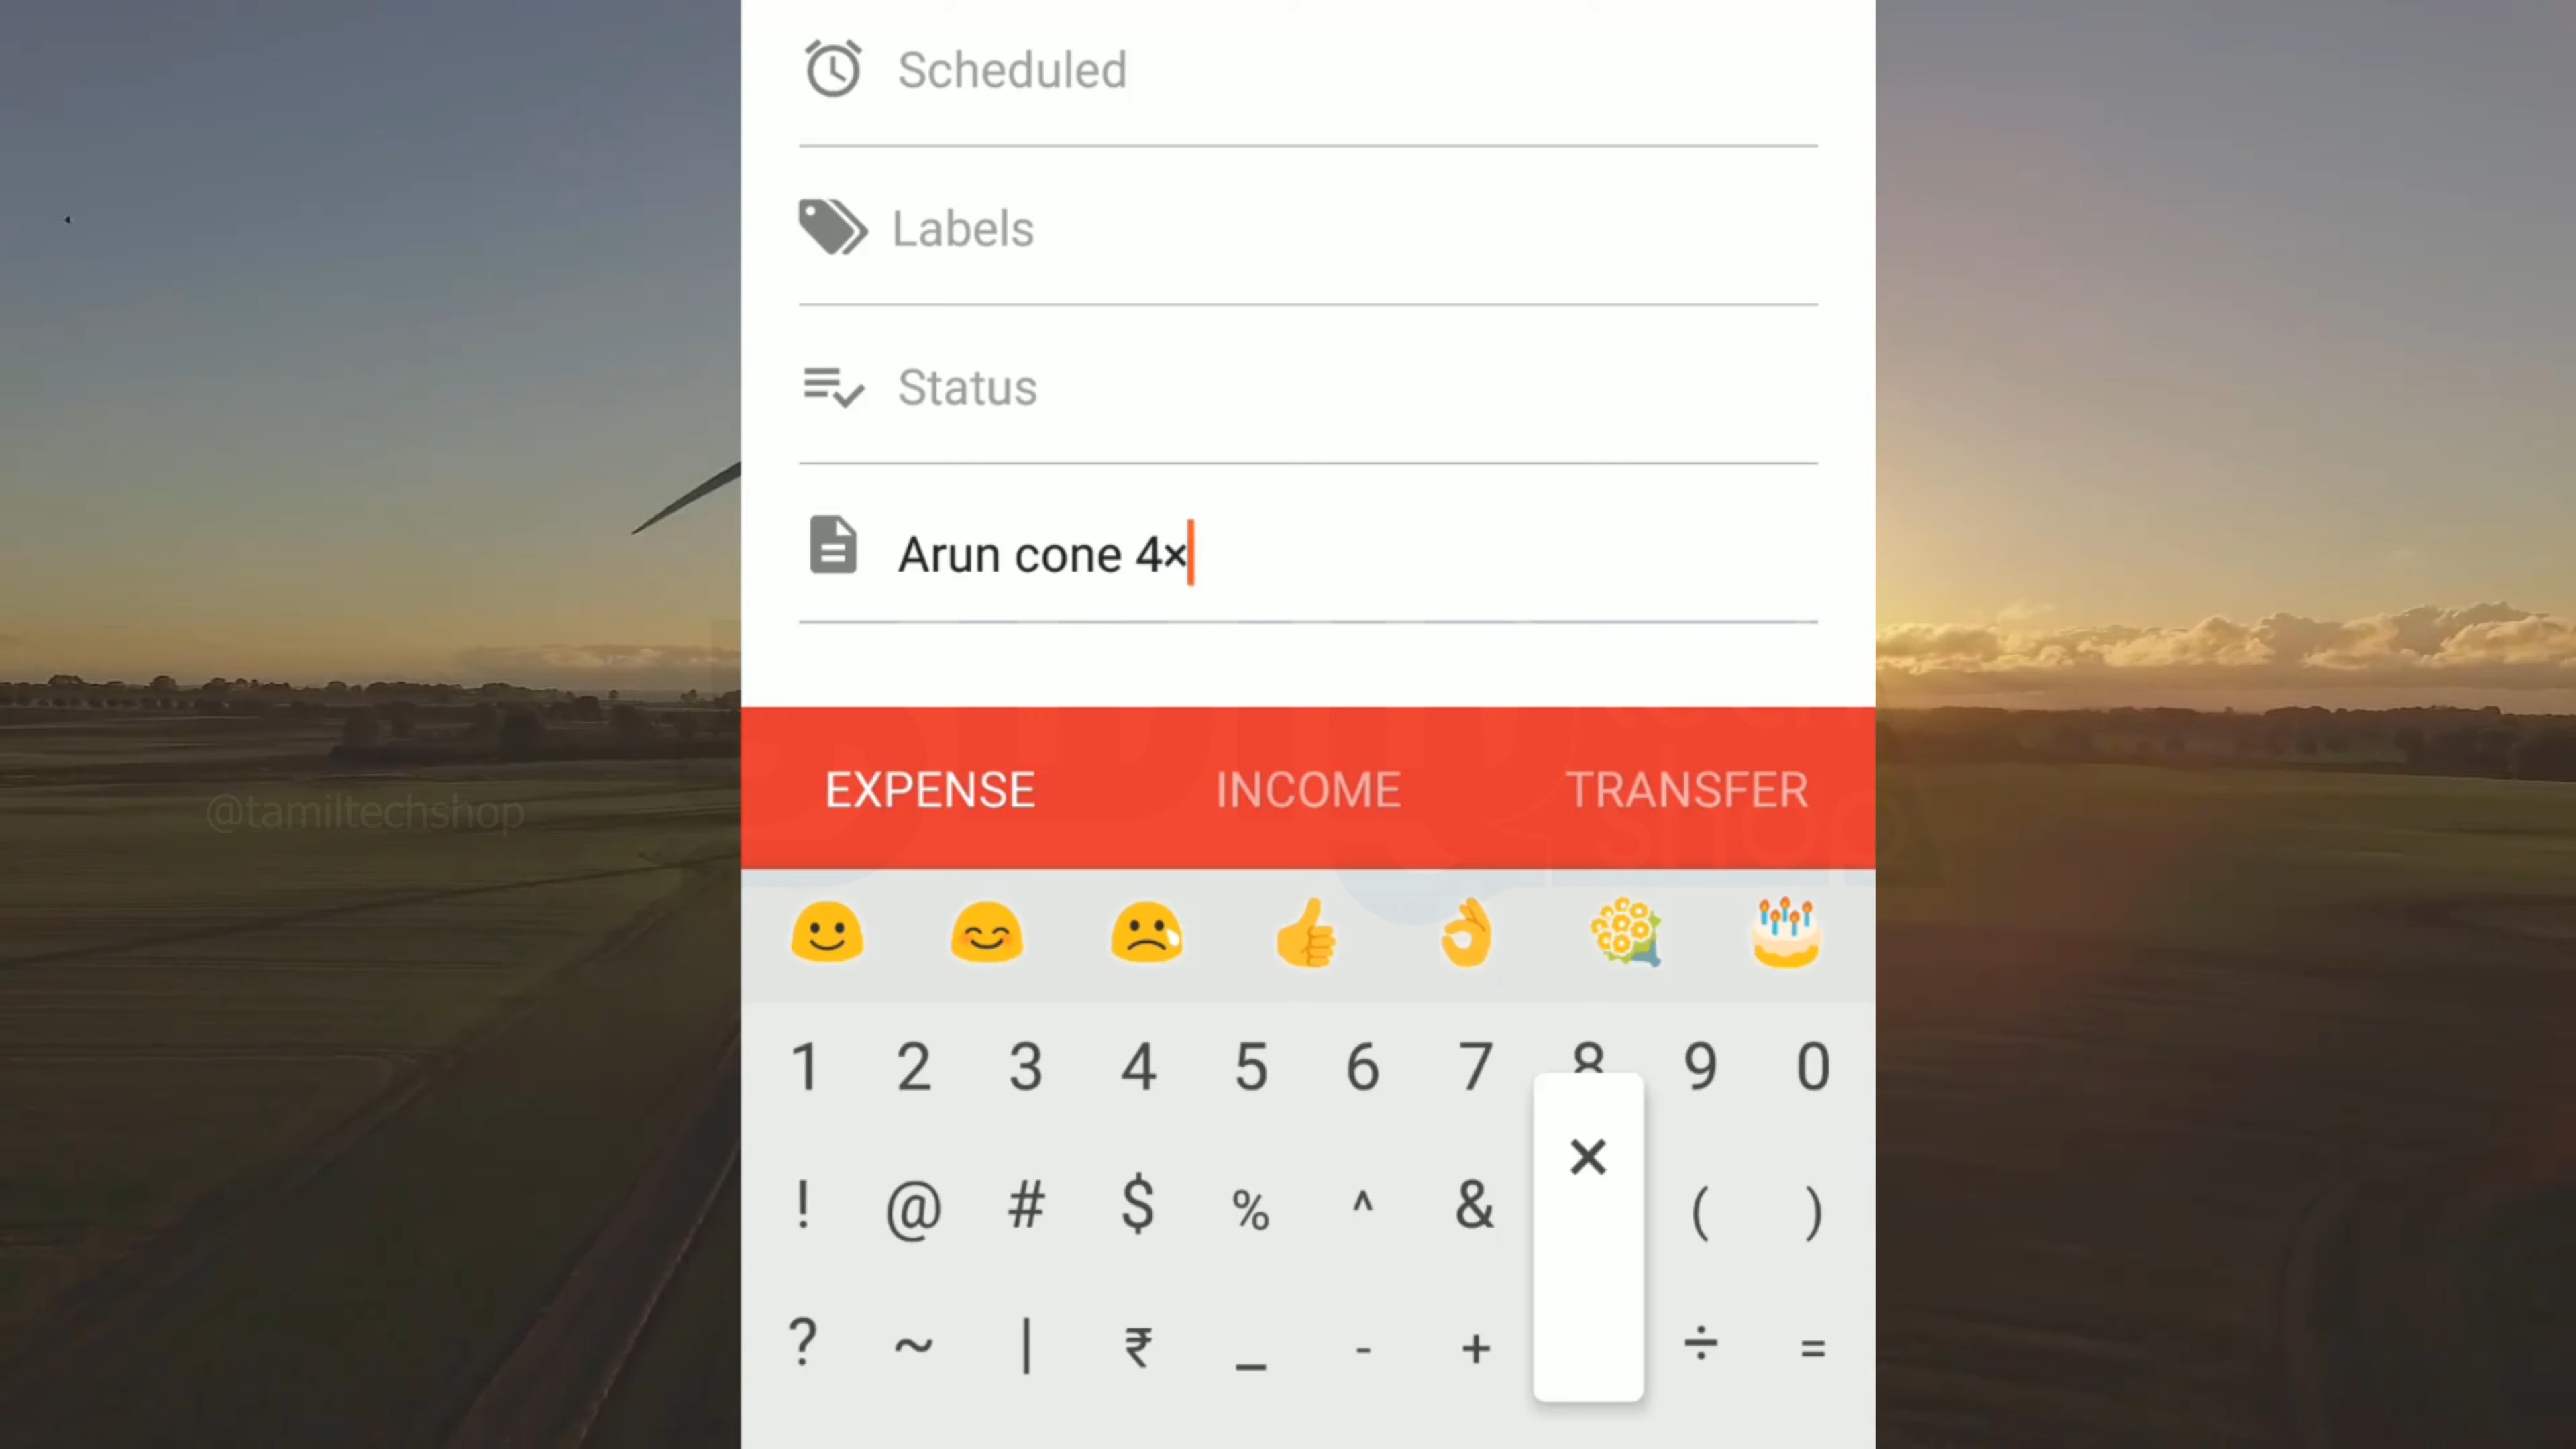 Scheduled
Labels
Status
Arun cone 4×
EXPENSE INCOME TRANSFER
@tamiltechshop
shop
1 2 3 4 5 6 7 8 9 0
×
! @ # $ % ^ & ( )
? ~ | ₹ _ - + ÷ =